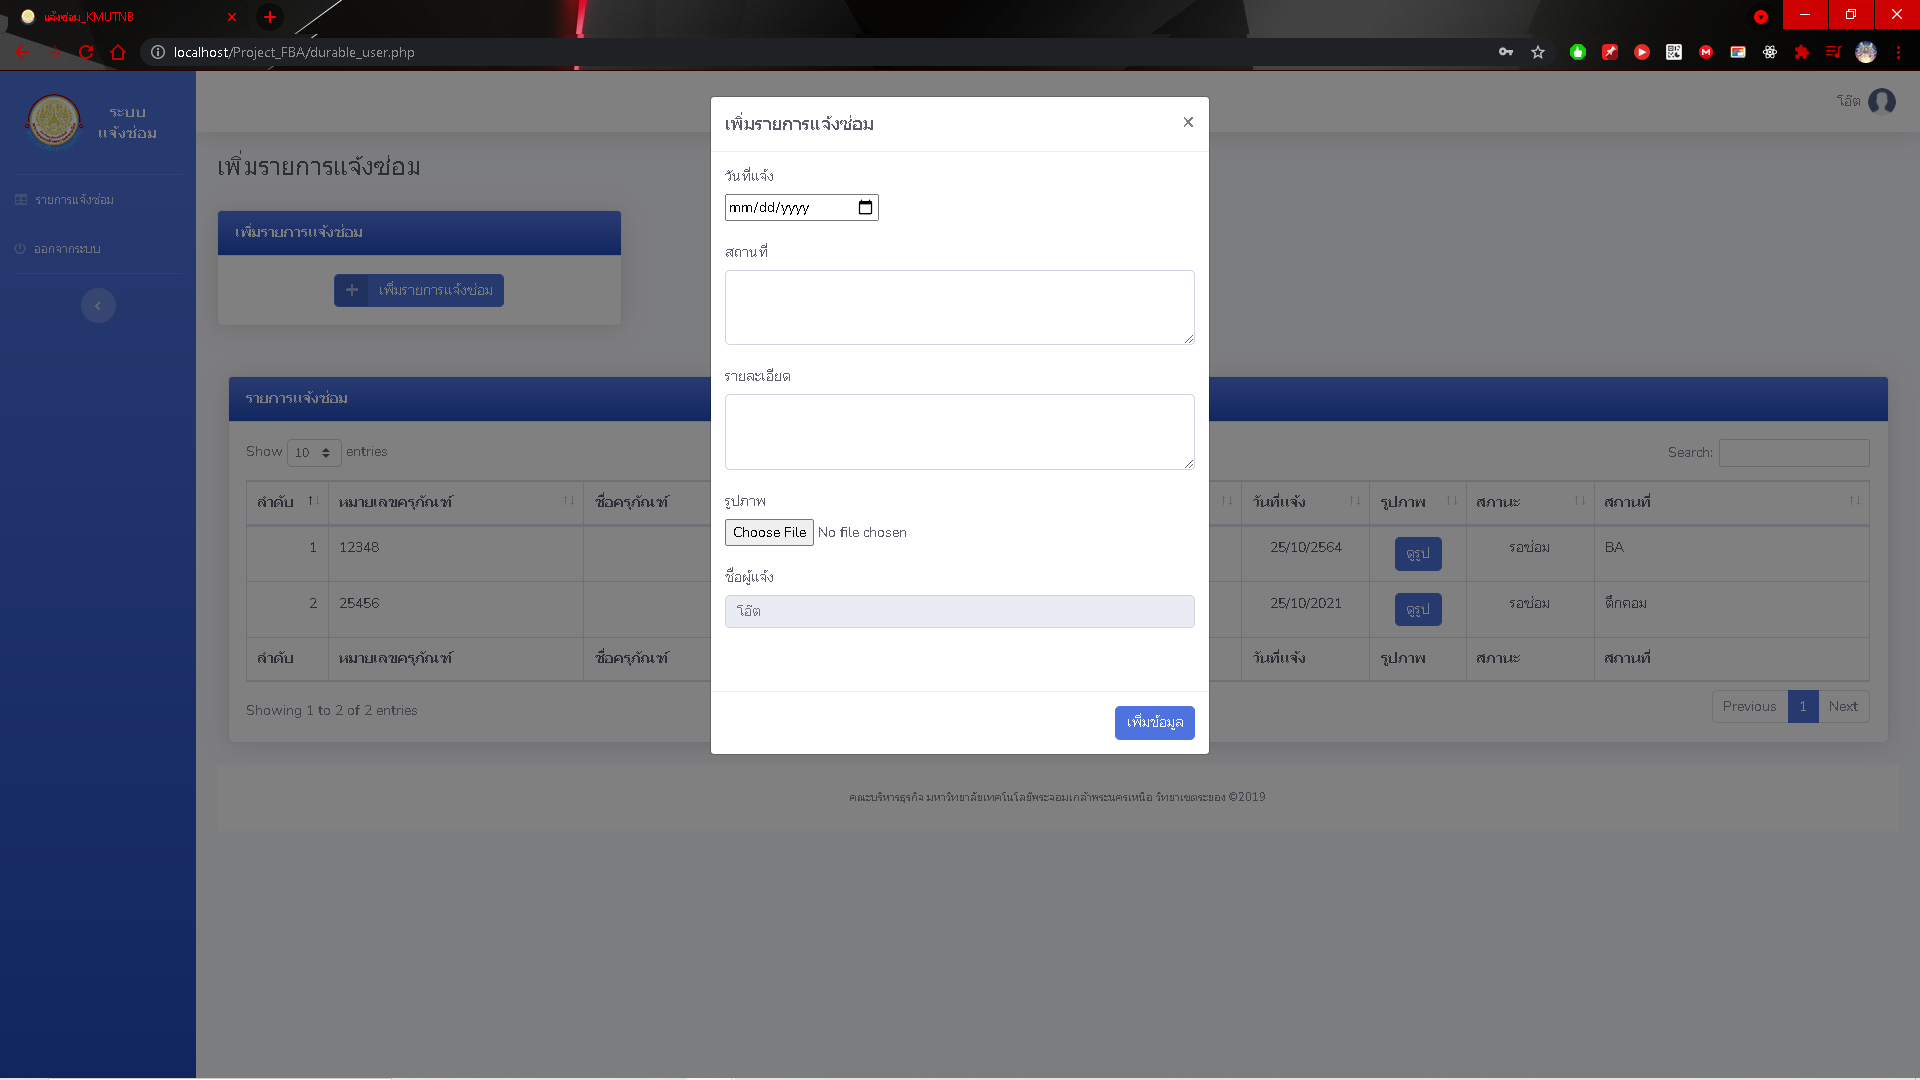 แจ้งซ่อม_KMUTNB
localhost/Project_FBA/durable_user.php
ระบบ
แจ้งซ่อม
รายการแจ้งซ่อม
ออกจากระบบ
โอ๊ต
เพิ่มรายการแจ้งซ่อม
เพิ่มรายการแจ้งซ่อม
เพิ่มรายการแจ้งซ่อม
เพิ่มรายการแจ้งซ่อม
วันที่แจ้ง
mm/dd/yyyy
สถานที่
รายละเอียด
รูปภาพ
Choose File No file chosen
ชื่อผู้แจ้ง
โอ๊ต
เพิ่มข้อมูล
รายการแจ้งซ่อม
Show 10 entries
Search:
ลำดับ หมายเลขครุภัณฑ์ ชื่อครุภัณฑ์ วันที่แจ้ง รูปภาพ สภานะ สถานที่
1 12348 25/10/2564 ดูรูป รอซ่อม BA
2 25456 25/10/2021 ดูรูป รอซ่อม ตึกคอม
ลำดับ หมายเลขครุภัณฑ์ ชื่อครุภัณฑ์ วันที่แจ้ง รูปภาพ สภานะ สถานที่
Showing 1 to 2 of 2 entries
Previous 1 Next
คณะบริหารธุรกิจ มหาวิทยาลัยเทคโนโลยีพระจอมเกล้าพระนครเหนือ วิทยาเขตระยอง ©2019